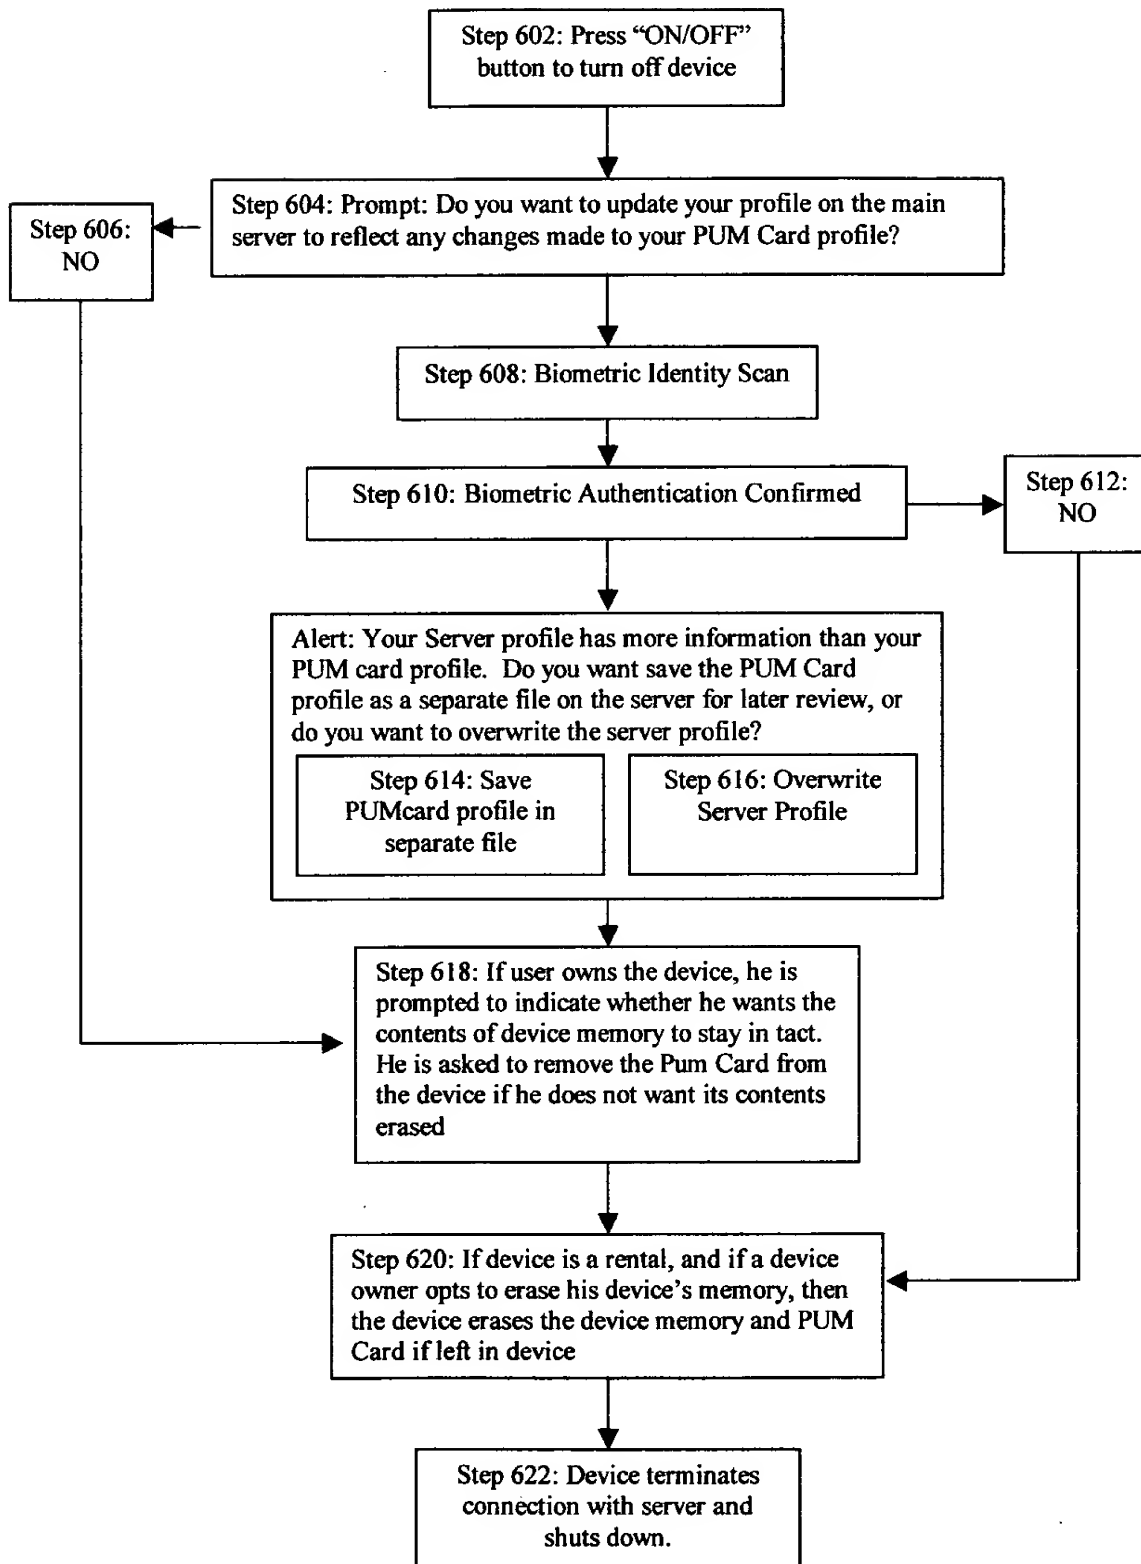 Step 602: Press “ON/OFF”
button to turn off device
Step 604: Prompt: Do you want to update your profile on the main
server to reflect any changes made to your PUM Card profile?
Step 606:
NO
Step 608: Biometric Identity Scan
Step 610: Biometric Authentication Confirmed
Step 612:
NO
Alert: Your Server profile has more information than your
PUM card profile. Do you want save the PUM Card
profile as a separate file on the server for later review, or
do you want to overwrite the server profile?
Step 614: Save
PUMcard profile in
separate file
Step 616: Overwrite
Server Profile
Step 618: If user owns the device, he is
prompted to indicate whether he wants the
contents of device memory to stay in tact.
He is asked to remove the Pum Card from
the device if he does not want its contents
erased
Step 620: If device is a rental, and if a device
owner opts to erase his device’s memory, then
the device erases the device memory and PUM
Card if left in device
Step 622: Device terminates
connection with server and
shuts down.